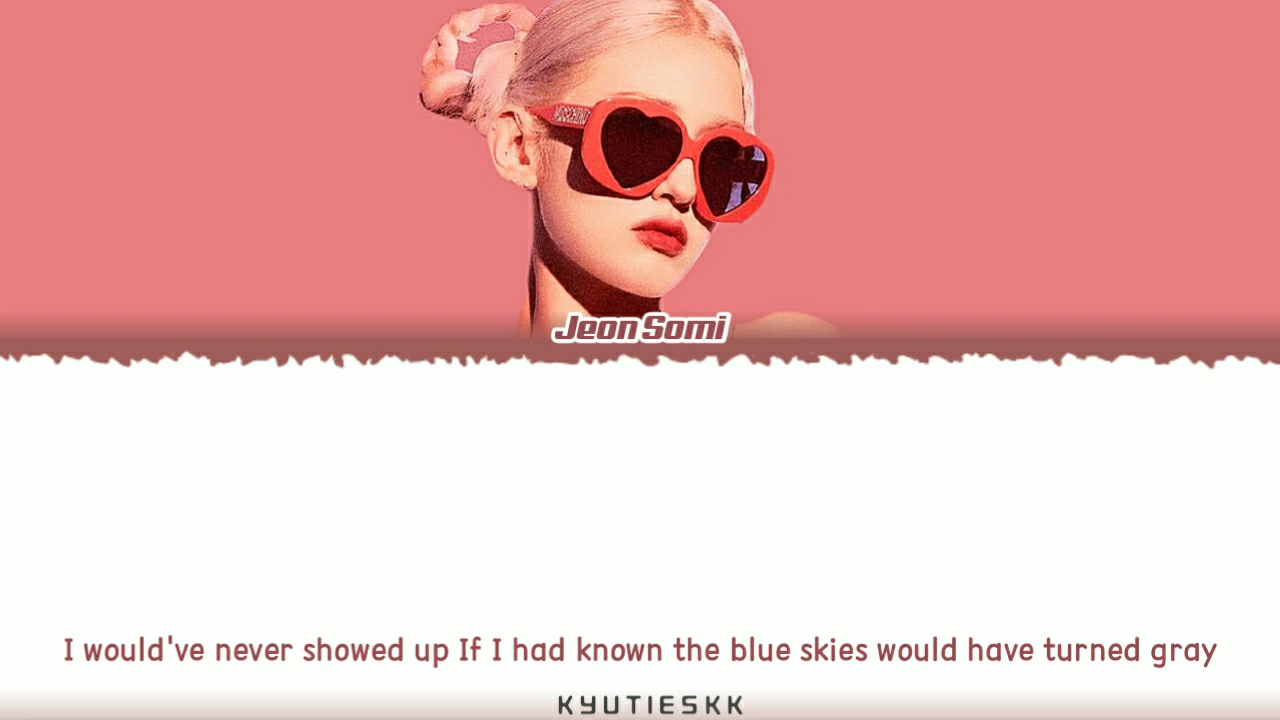 MOSCHINO
Jeon Somi
I would've never showed up If I had known the blue skies would have turned gray
KYUTIESKK